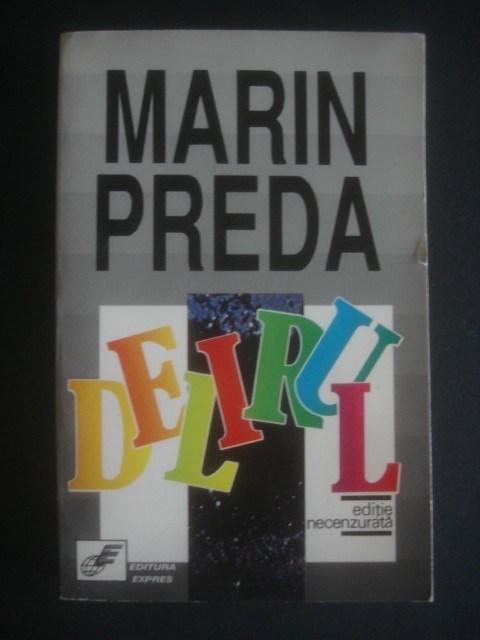 MARIN
PREDA
DELIRUL
ediție
necenzurată
E
EDITURA
EXPRES